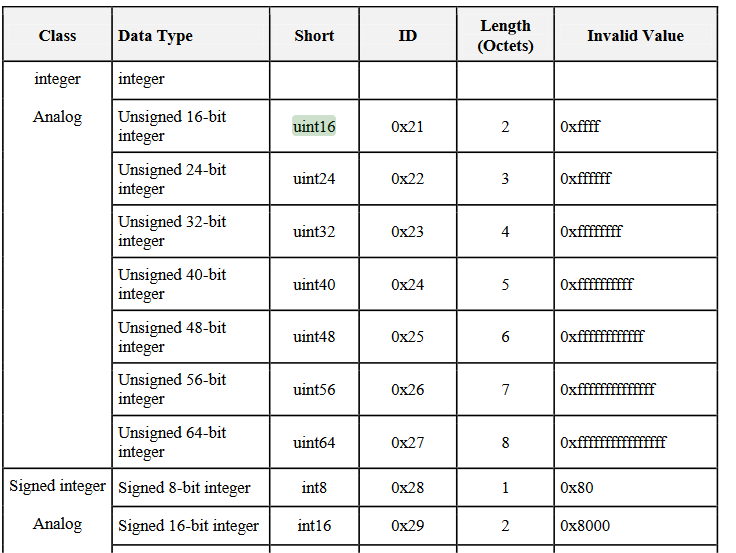 Class Data Type Short ID Length (Octets) Invalid Value
integer integer
Analog Unsigned 16-bit integer uint16 0x21 2 0xffff
Unsigned 24-bit integer uint24 0x22 3 0xffffff
Unsigned 32-bit integer uint32 0x23 4 0xffffffff
Unsigned 40-bit integer uint40 0x24 5 0xffffffffff
Unsigned 48-bit integer uint48 0x25 6 0xffffffffffff
Unsigned 56-bit integer uint56 0x26 7 0xffffffffffffff
Unsigned 64-bit integer uint64 0x27 8 0xffffffffffffffff
Signed integer Signed 8-bit integer int8 0x28 1 0x80
Analog Signed 16-bit integer int16 0x29 2 0x8000